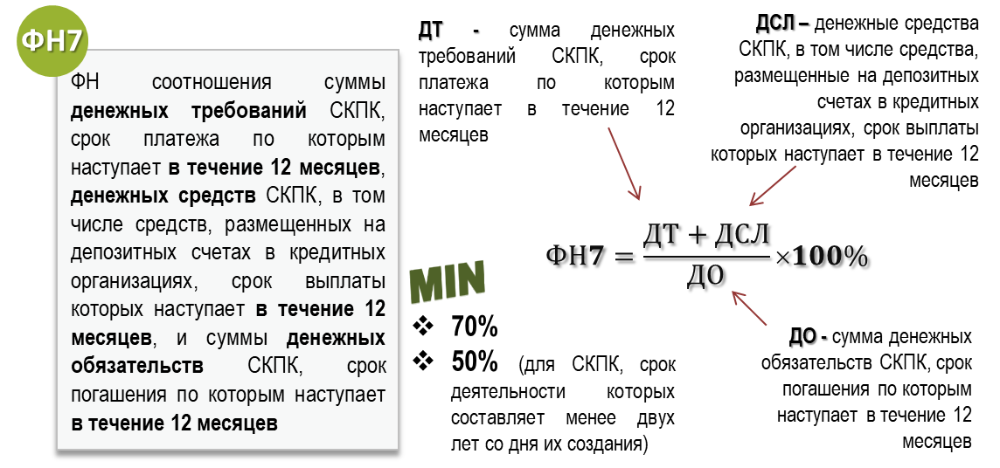 ФН7
ФН соотношения суммы
денежных требований СКПК,
срок платежа по которым
наступает в течение 12 месяцев,
денежных средств СКПК, в том
числе средств, размещенных на
депозитных счетах в кредитных
организациях, срок выплаты
которых наступает в течение 12
месяцев, и суммы денежных
обязательств СКПК, срок
погашения по которым наступает
в течение 12 месяцев
ДТ - сумма денежных
требований СКПК, срок
платежа по которым
наступает в течение 12
месяцев
ДСЛ – денежные средства
СКПК, в том числе средства,
размещенные на депозитных
счетах в кредитных
организациях, срок выплаты
которых наступает в течение 12
месяцев
ФН7 = (ДТ + ДСЛ) / ДО ×100%
MIN
❖ 70%
❖ 50% (для СКПК, срок
деятельности которых
составляет менее двух
лет со дня их создания)
ДО - сумма денежных
обязательств СКПК, срок
погашения по которым
наступает в течение 12
месяцев